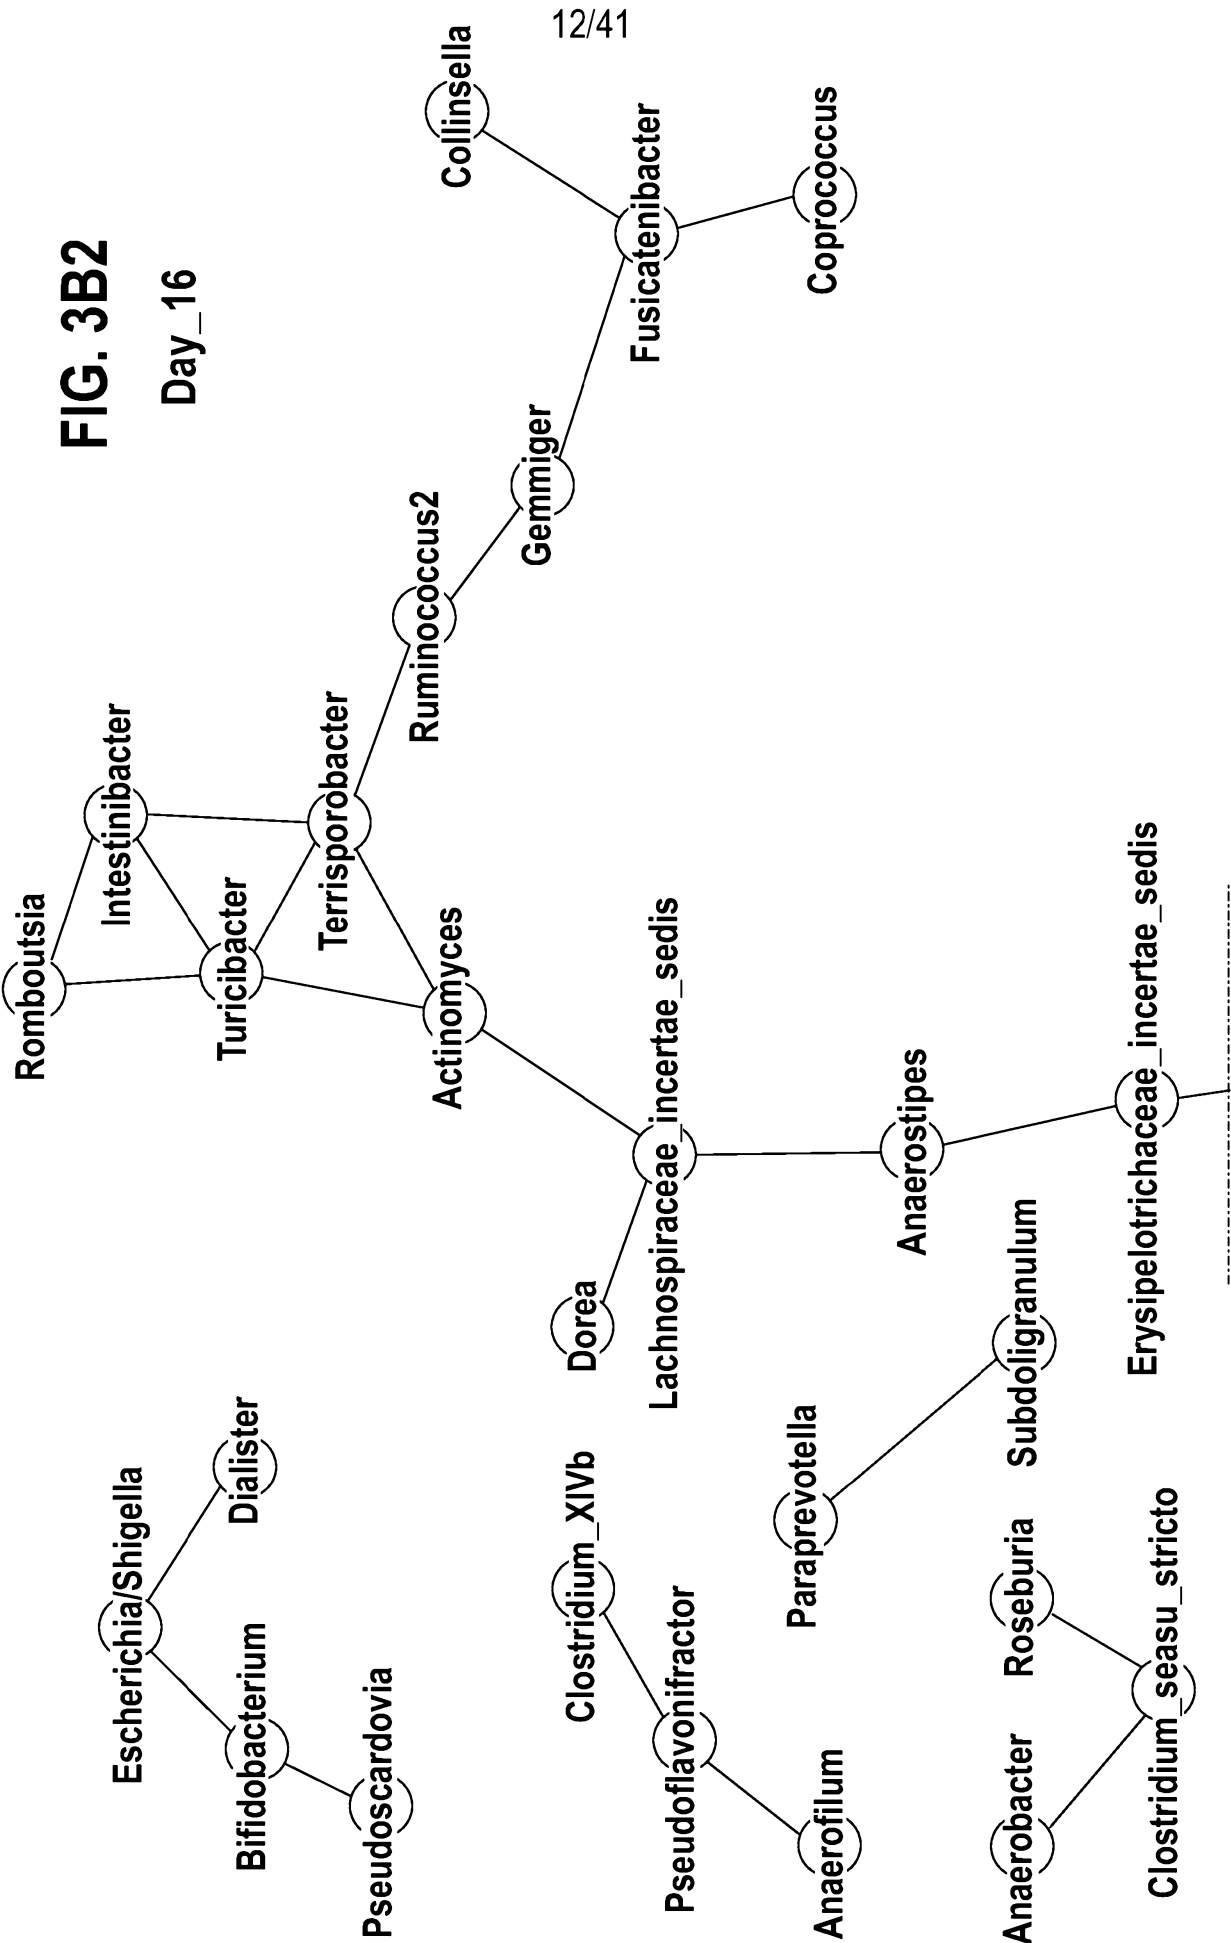 12/41
FIG. 3B2
Day_16
Collinsella
Fusicatenibacter
Coprococcus
Gemmiger
Ruminococcus2
Intestinibacter
Terrisporobacter
Romboutsia
Turicibacter
Actinomyces
Lachnospiraceae_incertae_sedis
Dorea
Anaerostipes
Erysipelotrichaceae_incertae_sedis
Escherichia/Shigella
Dialister
Bifidobacterium
Pseudoscardovia
Clostridium_XIVb
Pseudoflavonifractor
Anaerofilum
Paraprevotella
Subdoligranulum
Roseburia
Anaerobacter
Clostridium_seasu_stricto